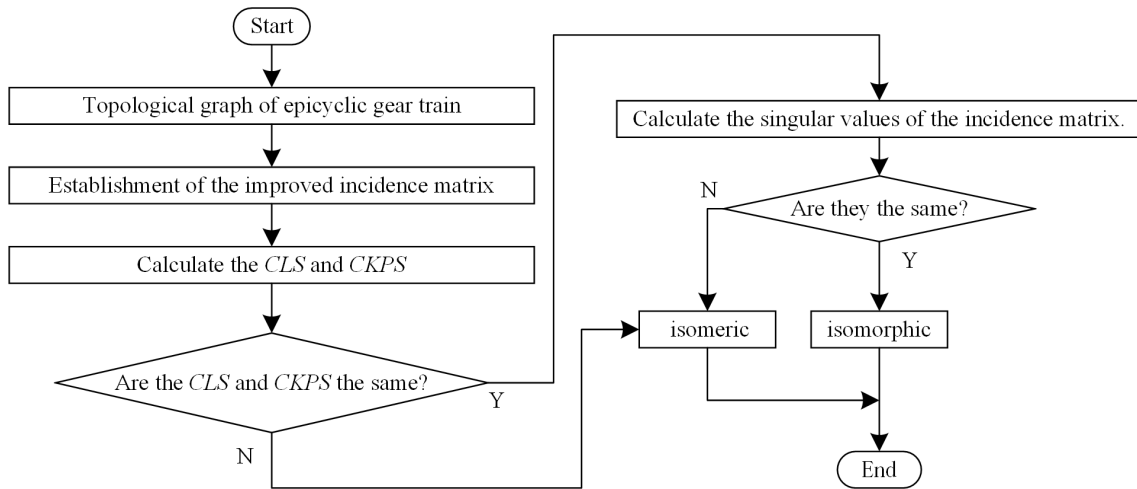 Start
Topological graph of epicyclic gear train
Establishment of the improved incidence matrix
Calculate the CLS and CKPS
Are the CLS and CKPS the same?
Y
N
Calculate the singular values of the incidence matrix.
Are they the same?
N
Y
isomeric
isomorphic
End